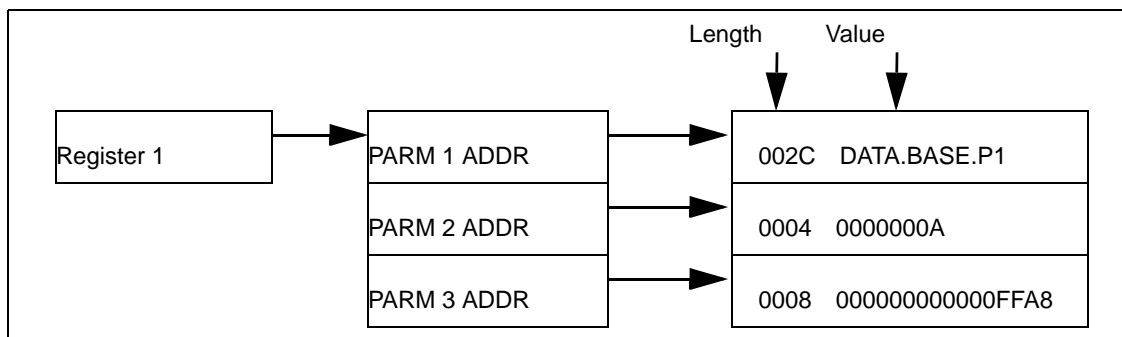 Length Value
Register 1 PARM 1 ADDR 002C DATA.BASE.P1
PARM 2 ADDR 0004 0000000A
PARM 3 ADDR 0008 000000000000FFA8